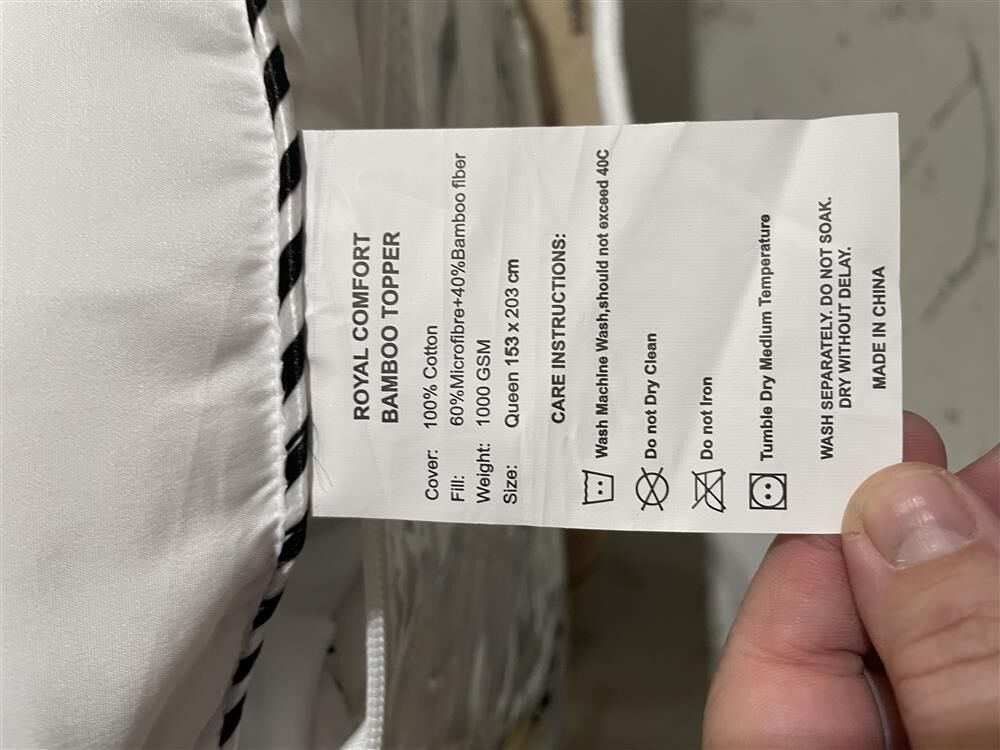 ROYAL COMFORT
BAMBOO TOPPER
Cover: 100% Cotton
Fill: 60%Microfibre+40%Bamboo fiber
Weight: 1000 GSM
Size: Queen 153 x 203 cm
CARE INSTRUCTIONS:
Wash Machine Wash,should not exceed 40C
Do not Dry Clean
Do not Iron
Tumble Dry Medium Temperature
WASH SEPARATELY. DO NOT SOAK.
DRY WITHOUT DELAY.
MADE IN CHINA